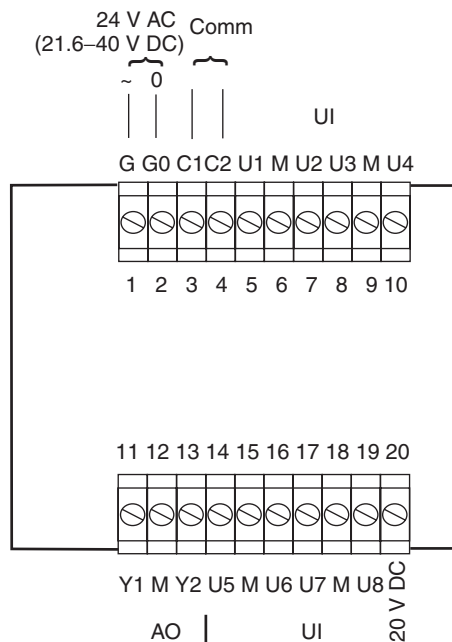 24 V AC
(21.6–40 V DC)
Comm
~ 0
UI
G G0 C1 C2 U1 M U2 U3 M U4
1 2 3 4 5 6 7 8 9 10
11 12 13 14 15 16 17 18 19 20
Y1 M Y2 U5 M U6 U7 M U8 20 V DC
AO UI